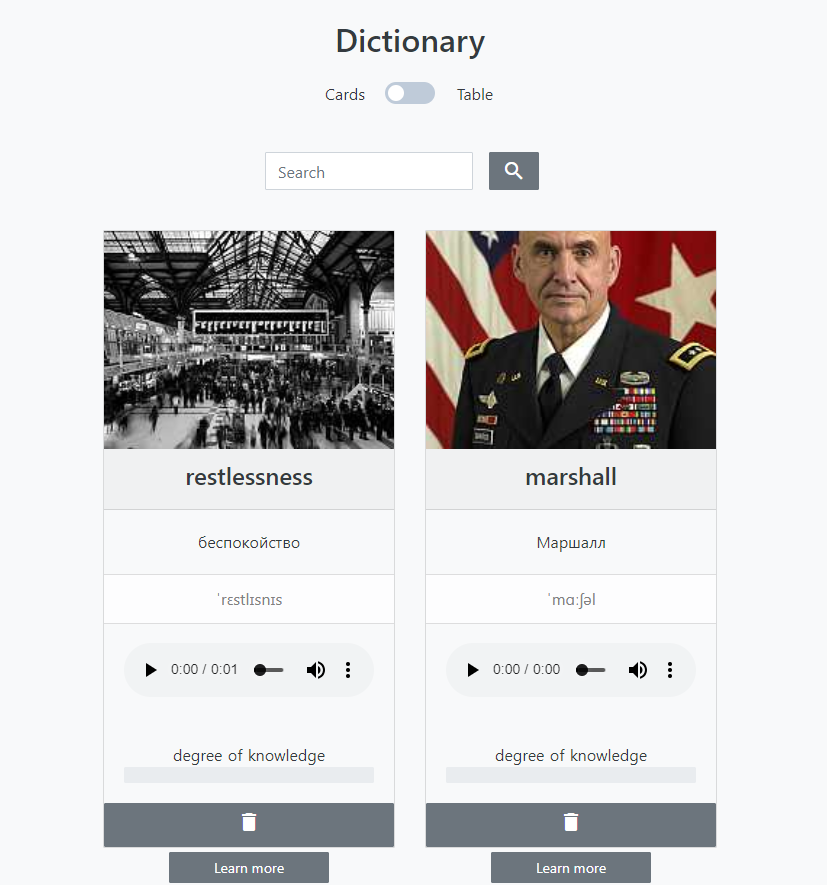 Dictionary
Cards Table
Search
restlessness
беспокойство
ˈrɛstlɪsnɪs
0:00 / 0:01
degree of knowledge
Learn more
marshall
Маршалл
ˈmɑːʃəl
0:00 / 0:00
degree of knowledge
Learn more